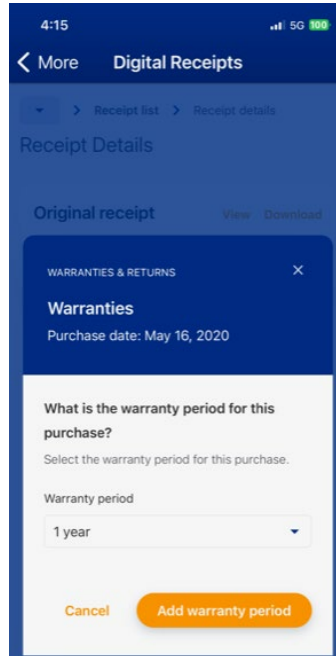 4:15
5G 100
More
Digital Receipts
Receipt list
Receipt details
Receipt Details
Original receipt
View
Download
WARRANTIES & RETURNS
Warranties
Purchase date: May 16, 2020
What is the warranty period for this
purchase?
Select the warranty period for this purchase.
Warranty period
1 year
Cancel
Add warranty period